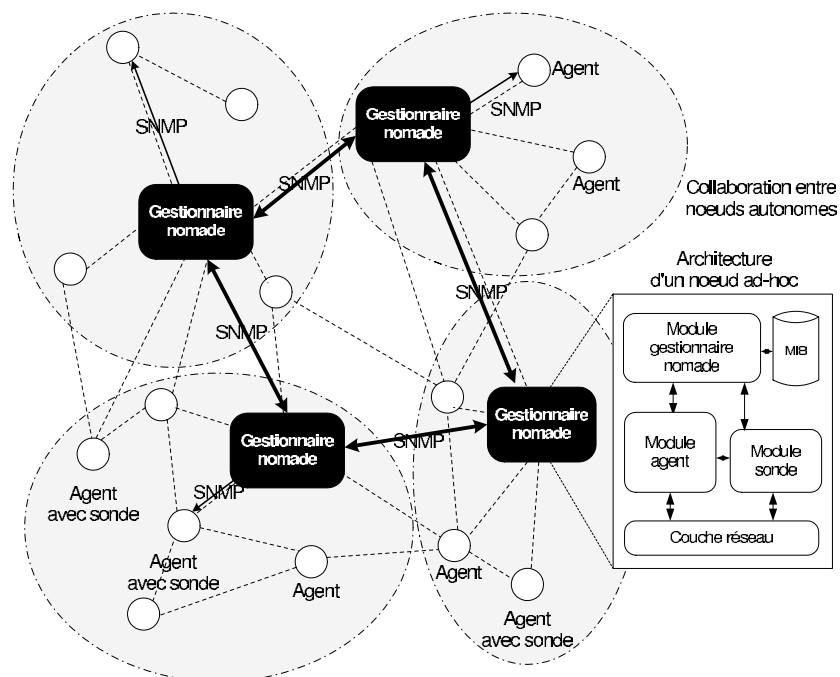 Agent
SNMP
Gestionnaire
nomade
SNMP
SNMP
Agent
Collaboration entre
noeuds autonomes
Gestionnaire
nomade
Architecture
d'un noeud ad-hoc
SNMP
SNMP
Module
gestionnaire
nomade
MIB
Gestionnaire
nomade
Gestionnaire
nomade
SNMP
Module
agent
Module
sonde
Agent
avec sonde
SNMP
Couche réseau
Agent
avec sonde
Agent
Agent
Agent
avec sonde